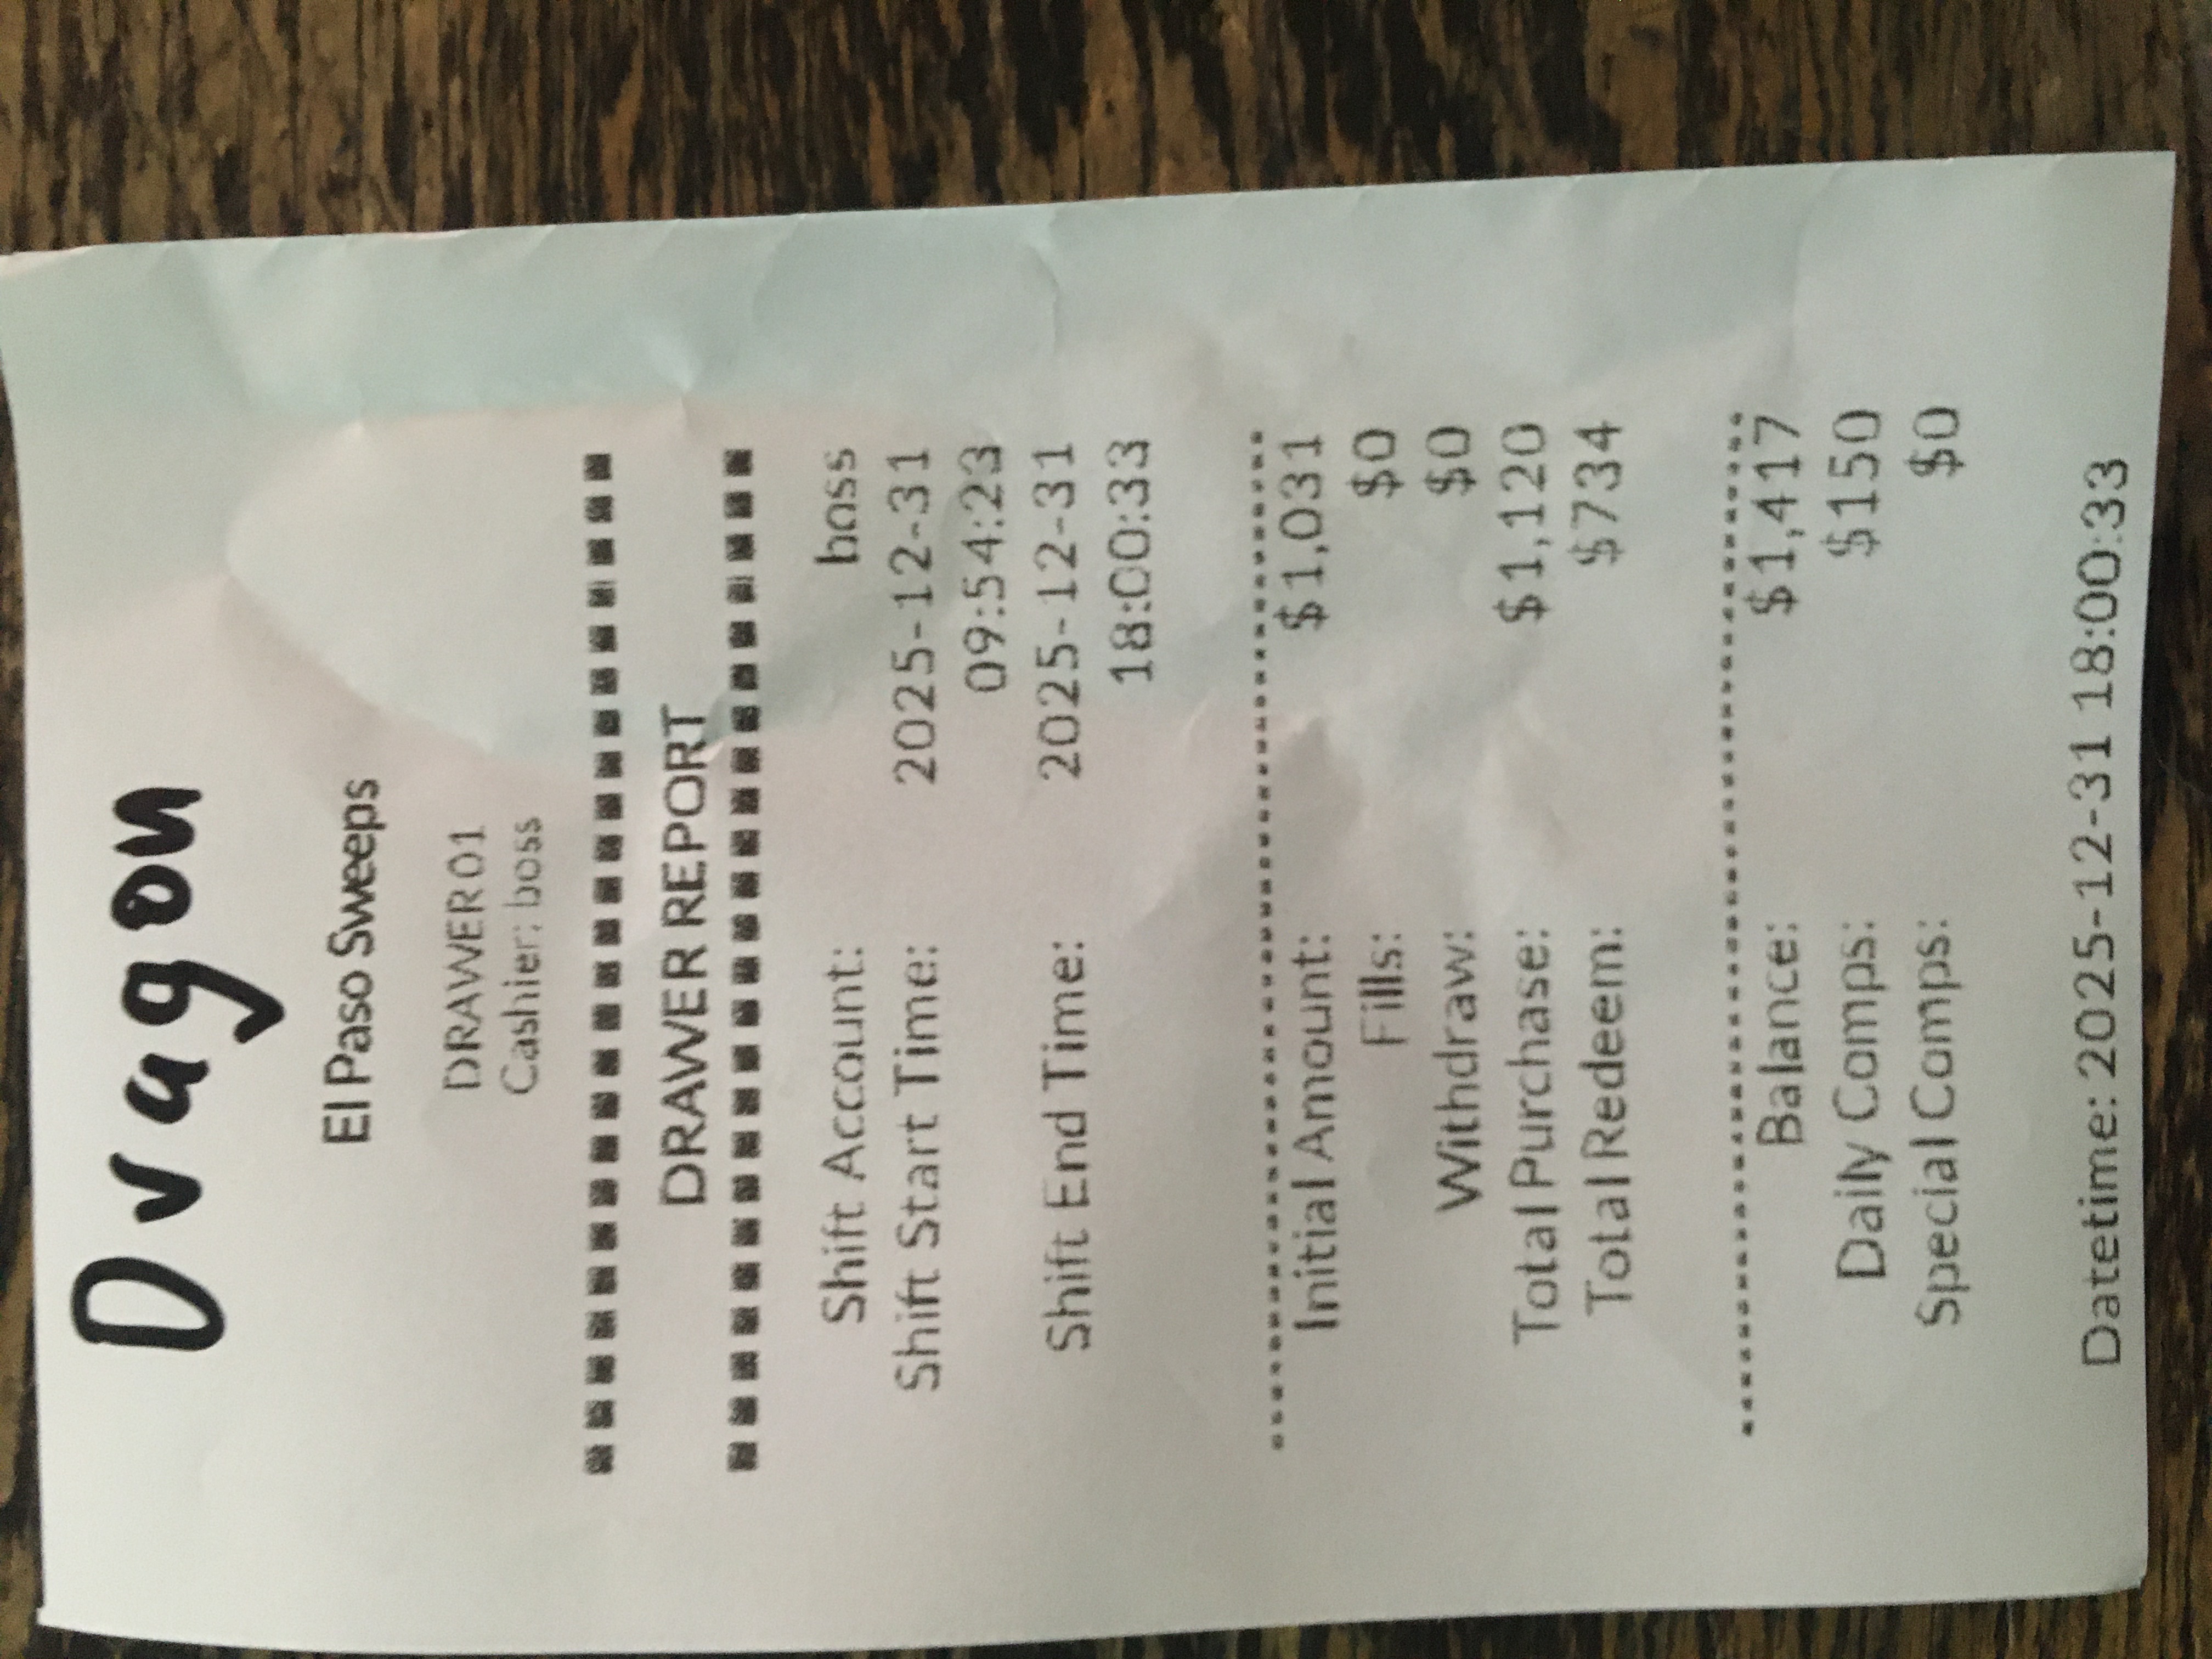 Dragon
El Paso Sweeps
DRAWER01
Cashier: boss
DRAWER REPORT
Shift Account: boss
Shift Start Time: 2025-12-31
09:54:23
Shift End Time: 2025-12-31
18:00:33
Initial Amount: $1,031
Fills: $0
Withdraw: $0
Total Purchase: $1,120
Total Redeem: $734
Balance: $1,417
Daily Comps: $150
Special Comps: $0
Datetime: 2025-12-31 18:00:33